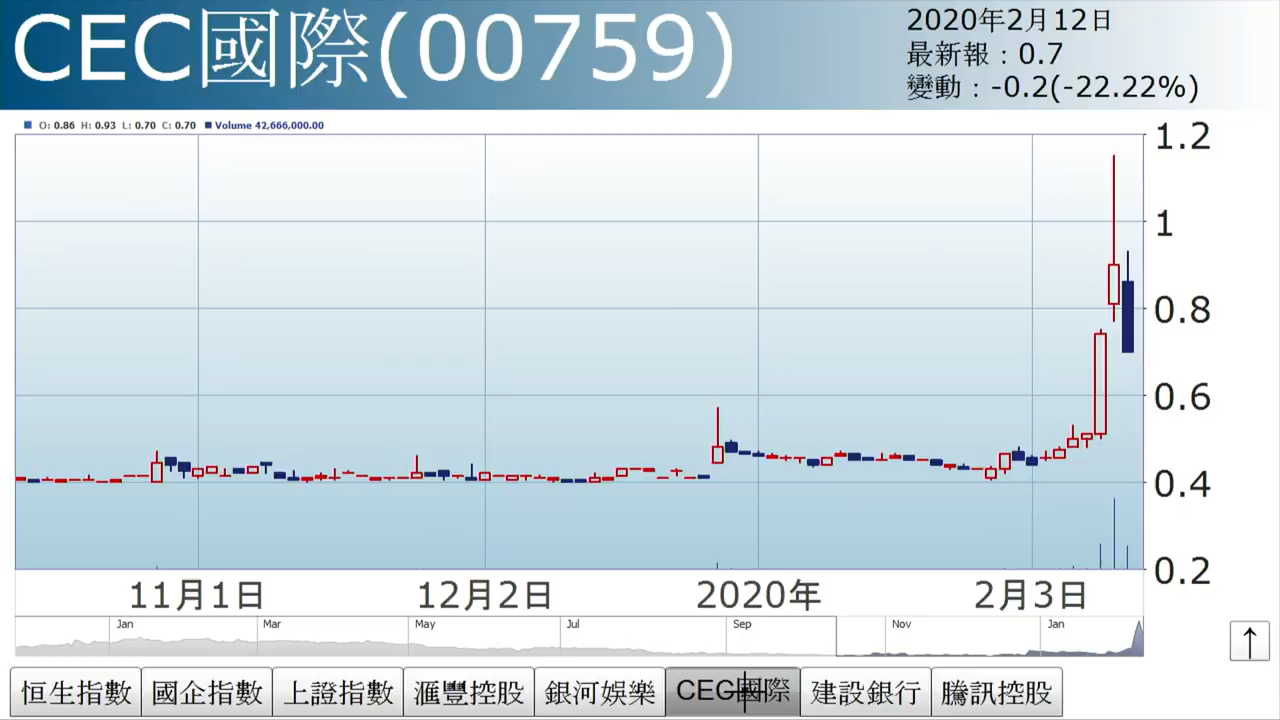 CEC國際(00759)
2020年2月12日
最新報：0.7
變動：-0.2(-22.22%)
O: 0.86 H: 0.93 L: 0.70 C: 0.70 Volume 42,666,000.00
1.2
1
0.8
0.6
0.4
0.2
11月1日 12月2日 2020年 2月3日
Jan Mar May Jul Sep Nov Jan
↑
恒生指數 國企指數 上證指數 滙豐控股 銀河娛樂 CEC國際 建設銀行 騰訊控股